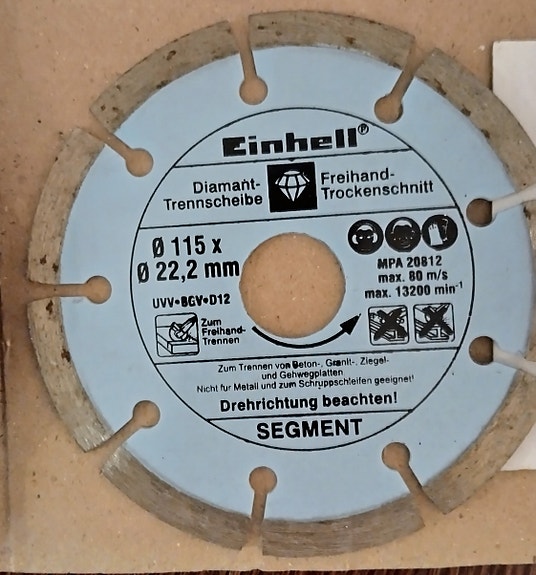 Einhell®
Diamant-
Trennscheibe
Freihand-
Trockenschnitt
Ø 115 x
Ø 22,2 mm
UVV•BGV•D12
Zum
Freihand-
Trennen
MPA 20812
max. 80 m/s
max. 13200 min⁻¹
Zum Trennen von Beton-, Granit-, Ziegel-
und Gehwegplatten
Nicht für Metall und zum Schruppschleifen geeignet!
Drehrichtung beachten!
SEGMENT